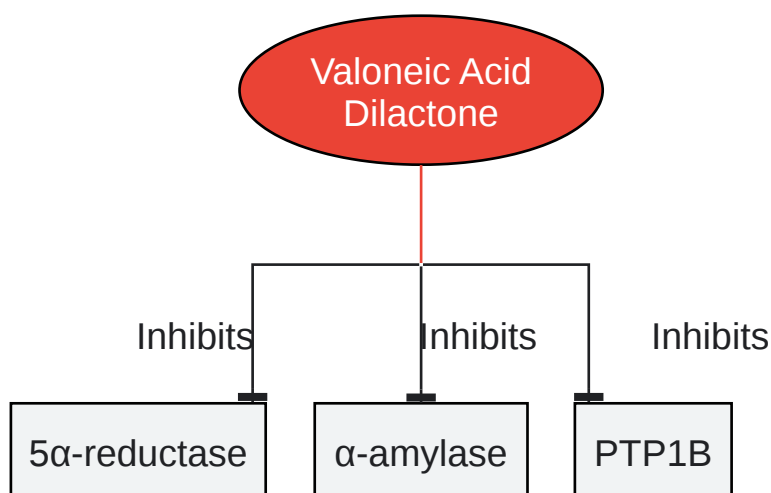 Valoneic Acid
Dilactone
Inhibits
Inhibits
Inhibits
5α-reductase
α-amylase
PTP1B